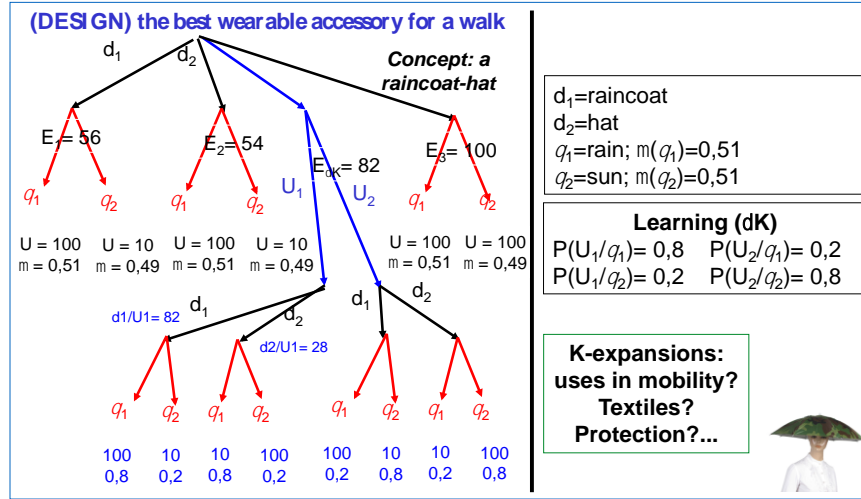 (DESIGN) the best wearable accessory for a walk
d1
d2
Concept: a
raincoat-hat
E1= 56
E2= 54
EδK= 82
E3= 100
U1
U2
q1 q2 q1 q2 q1 q2
U = 100 U = 10 U = 100 U = 10 U = 100 U = 100
m = 0,51 m = 0,49 m = 0,51 m = 0,49 m = 0,51 m = 0,49
d1 d2 d1 d2
d1/U1= 82
d2/U1= 28
q1 q2 q1 q2 q1 q2 q1 q2
100 10 10 100 100 10 10 100
0,8 0,2 0,8 0,2 0,2 0,8 0,2 0,8
d1=raincoat
d2=hat
q1=rain; m(q1)=0,51
q2=sun; m(q2)=0,51
Learning (dK)
P(U1/q1)= 0,8 P(U2/q1)= 0,2
P(U1/q2)= 0,2 P(U2/q2)= 0,8
K-expansions:
uses in mobility?
Textiles?
Protection?...